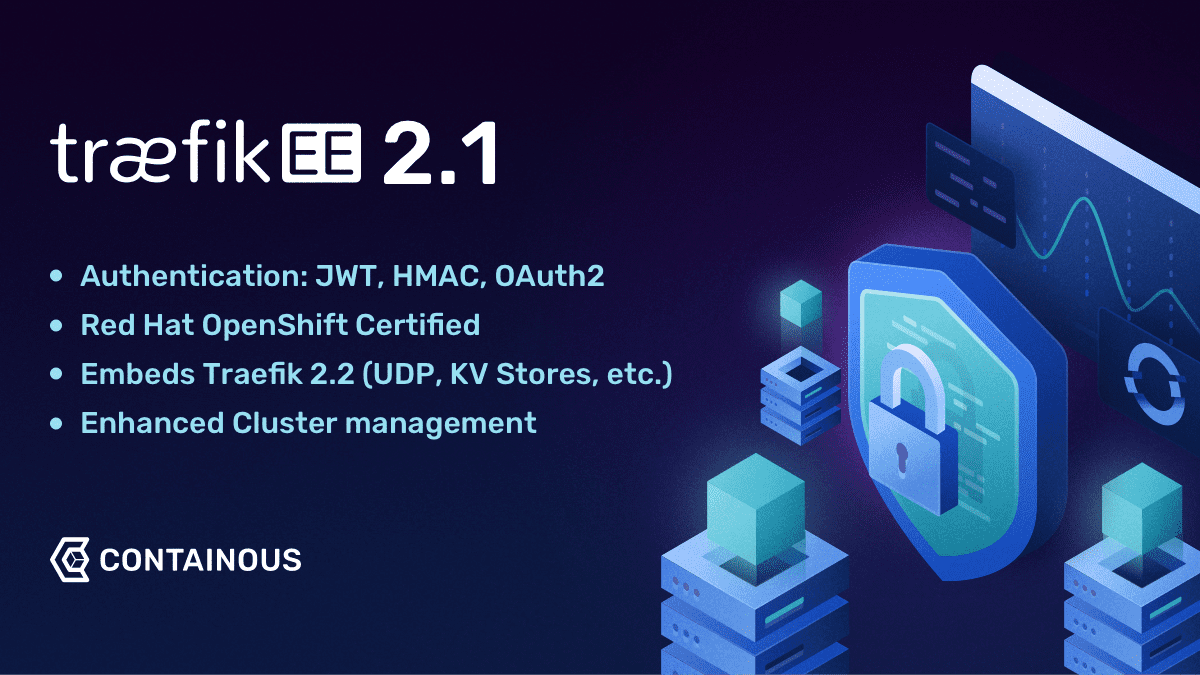 træfik EE 2.1
• Authentication: JWT, HMAC, OAuth2
• Red Hat OpenShift Certified
• Embeds Traefik 2.2 (UDP, KV Stores, etc.)
• Enhanced Cluster management
CONTAINOUS